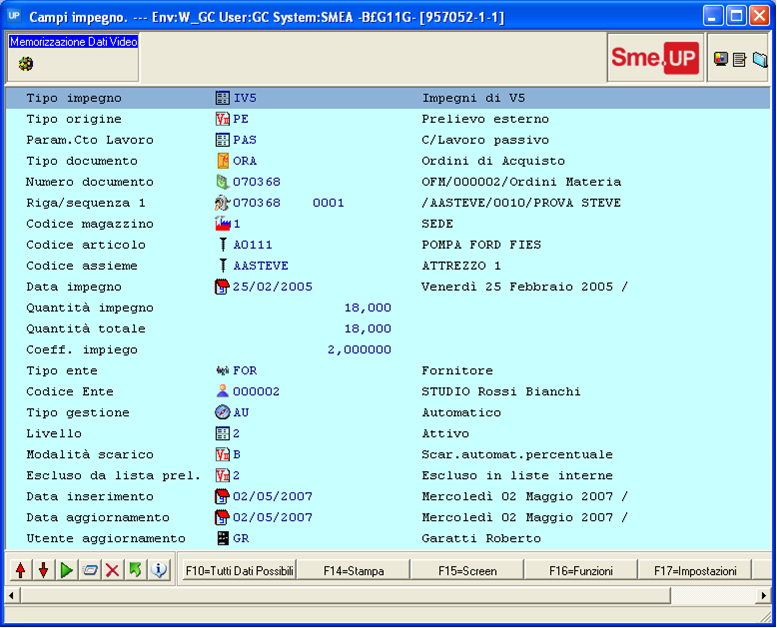 UP Campi impegno. --- Env:W_GC User:GC System:SMEA -B£G11G- [957052-1-1]
Memorizzazione Dati Video
Sme.UP
Tipo impegno IV5 Impegni di V5
Tipo origine PE Prelievo esterno
Param.Cto Lavoro PAS C/Lavoro passivo
Tipo documento ORA Ordini di Acquisto
Numero documento 070368 OFM/000002/Ordini Materia
Riga/sequenza 1 070368 0001 /AASTEVE/0010/PROVA STEVE
Codice magazzino 1 SEDE
Codice articolo A0111 POMPA FORD FIES
Codice assieme AASTEVE ATTREZZO 1
Data impegno 25/02/2005 Venerdì 25 Febbraio 2005 /
Quantità impegno 18,000
Quantità totale 18,000
Coeff. impiego 2,000000
Tipo ente FOR Fornitore
Codice Ente 000002 STUDIO Rossi Bianchi
Tipo gestione AU Automatico
Livello 2 Attivo
Modalità scarico B Scar.automat.percentuale
Escluso da lista prel. 2 Escluso in liste interne
Data inserimento 02/05/2007 Mercoledì 02 Maggio 2007 /
Data aggiornamento 02/05/2007 Mercoledì 02 Maggio 2007 /
Utente aggiornamento GR Garatti Roberto
F10=Tutti Dati Possibili F14=Stampa F15=Screen F16=Funzioni F17=Impostazioni